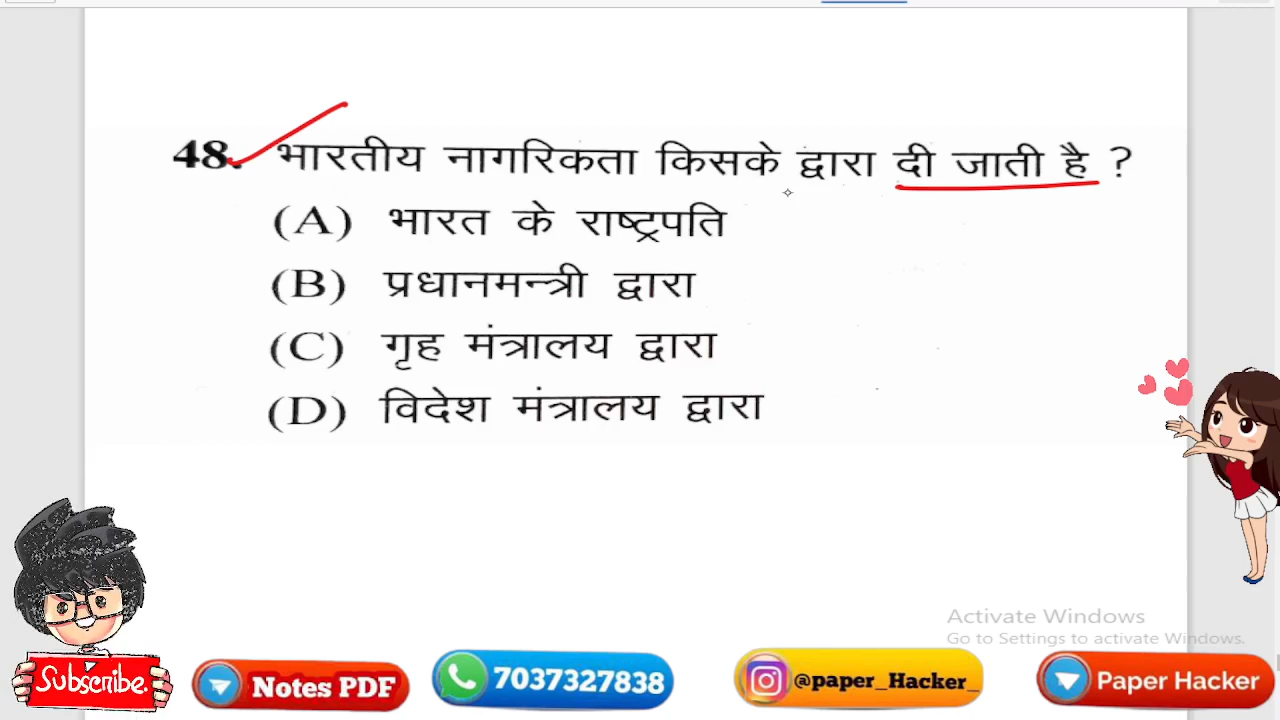 48. भारतीय नागरिकता किसके द्वारा दी जाती है ?
(A) भारत के राष्ट्रपति
(B) प्रधानमन्त्री द्वारा
(C) गृह मंत्रालय द्वारा
(D) विदेश मंत्रालय द्वारा
Activate Windows
Go to Settings to activate Windows.
Subscribe.
Notes PDF
7037327838
@paper_Hacker_
Paper Hacker